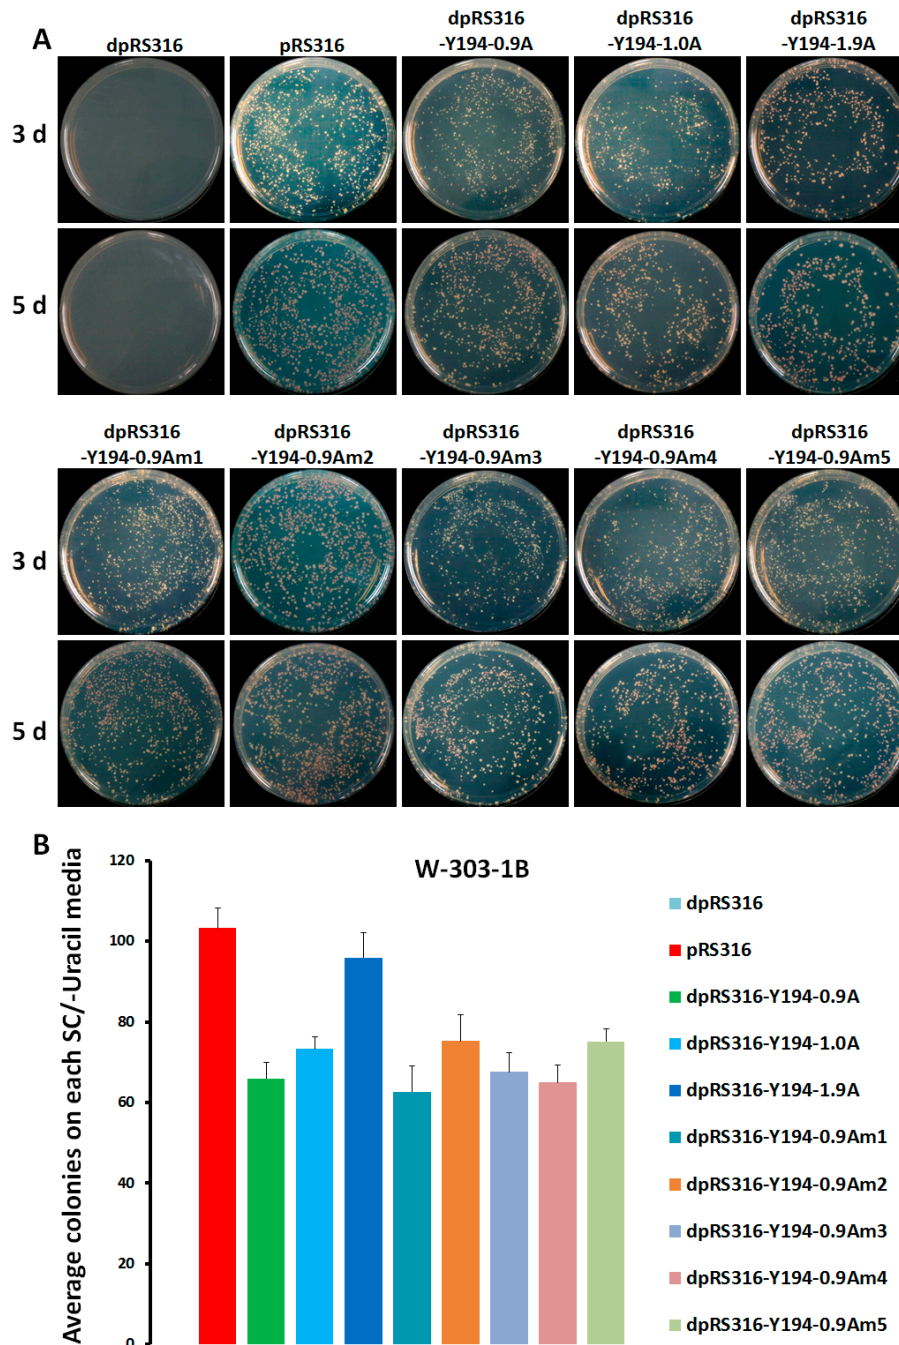 A
dpRS316
pRS316
dpRS316
-Y194-0.9A
dpRS316
-Y194-1.0A
dpRS316
-Y194-1.9A
3 d
5 d
dpRS316
-Y194-0.9Am1
dpRS316
-Y194-0.9Am2
dpRS316
-Y194-0.9Am3
dpRS316
-Y194-0.9Am4
dpRS316
-Y194-0.9Am5
3 d
5 d
B
W-303-1B
Average colonies on each SC/-Uracil media
120
100
80
60
40
20
0
dpRS316
pRS316
dpRS316-Y194-0.9A
dpRS316-Y194-1.0A
dpRS316-Y194-1.9A
dpRS316-Y194-0.9Am1
dpRS316-Y194-0.9Am2
dpRS316-Y194-0.9Am3
dpRS316-Y194-0.9Am4
dpRS316-Y194-0.9Am5